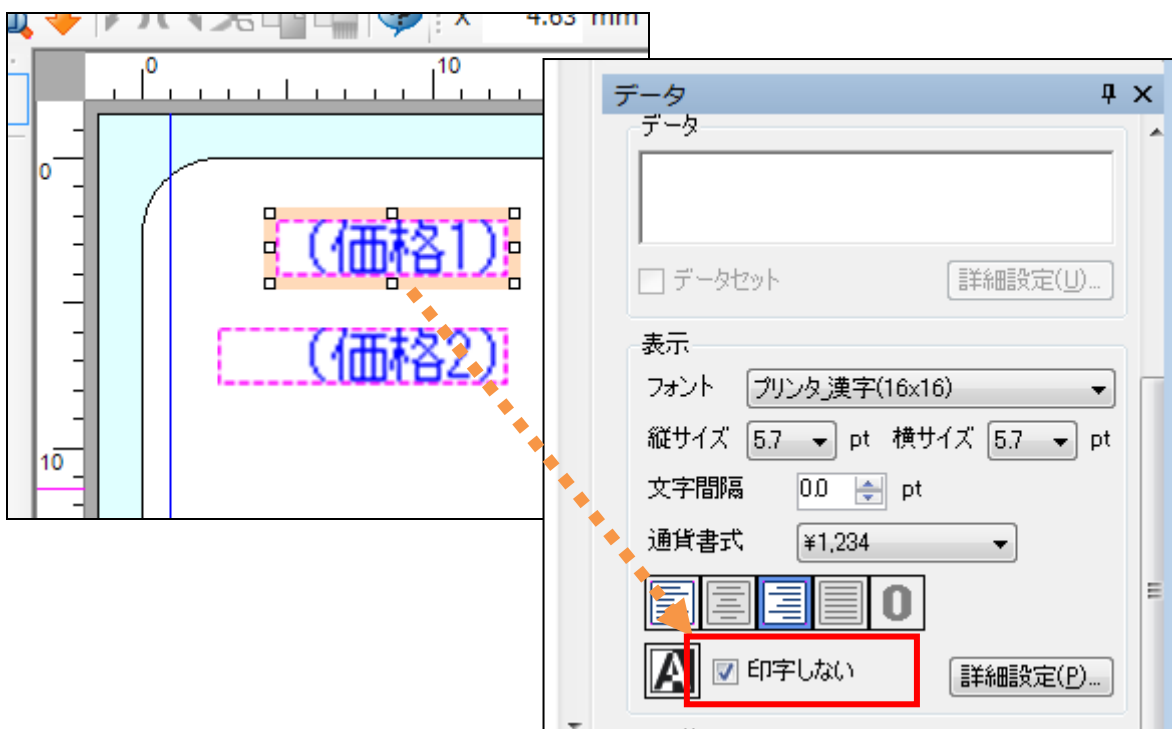 X 4.63 mm
0 10
0
(価格1)
(価格2)
10
データ
データ
データセット 詳細設定(U)...
表示
フォント プリンタ_漢字(16x16)
縦サイズ 5.7 pt 横サイズ 5.7 pt
文字間隔 0.0 pt
通貨書式 ¥1,234
A 印字しない 詳細設定(P)...